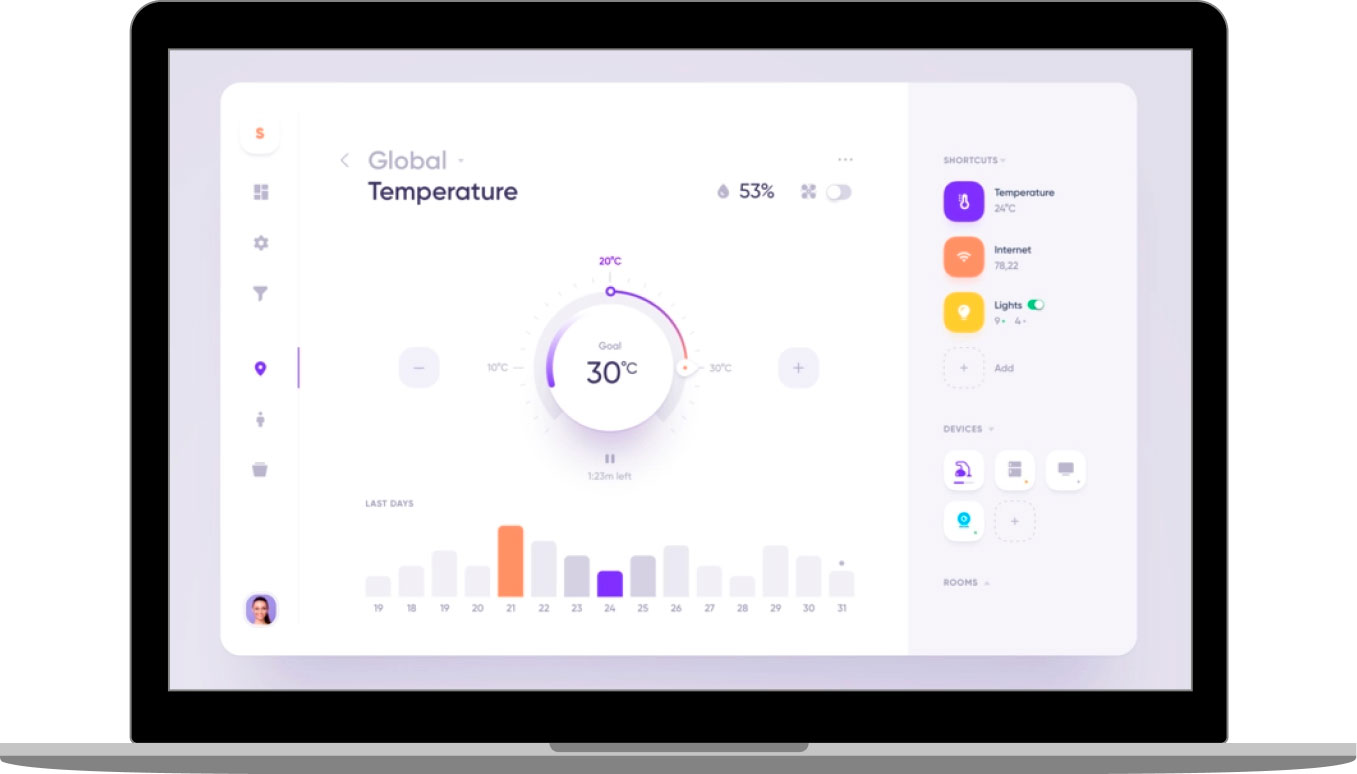 S
Global
Temperature
53%
20°C
10°C
Goal
30°C
30°C
1:23m left
LAST DAYS
19 18 19 20 21 22 23 24 25 26 27 28 29 30 31
SHORTCUTS
Temperature
24°C
Internet
78,22
Lights
9 4
Add
DEVICES
ROOMS